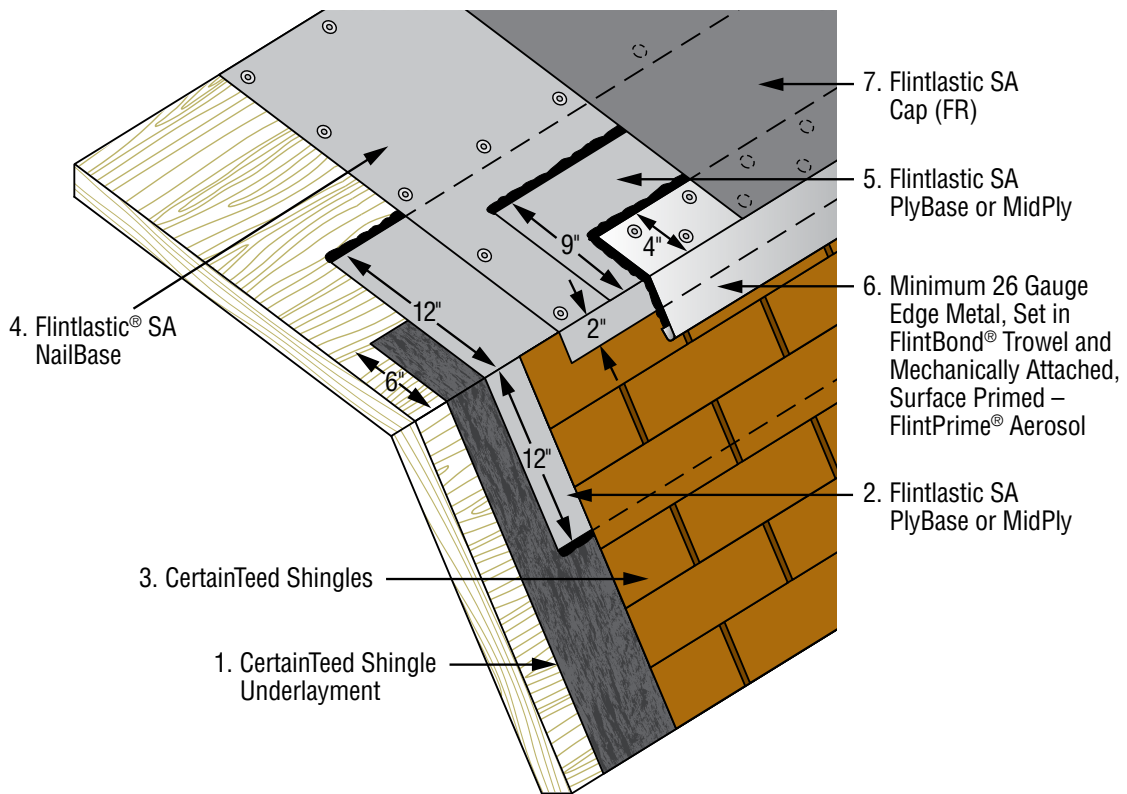 7. Flintlastic SA
Cap (FR)
5. Flintlastic SA
PlyBase or MidPly
9"
4"
6. Minimum 26 Gauge
Edge Metal, Set in
FlintBond® Trowel and
Mechanically Attached,
Surface Primed –
FlintPrime® Aerosol
12"
2"
4. Flintlastic® SA
NailBase
6"
12"
2. Flintlastic SA
PlyBase or MidPly
3. CertainTeed Shingles
1. CertainTeed Shingle
Underlayment